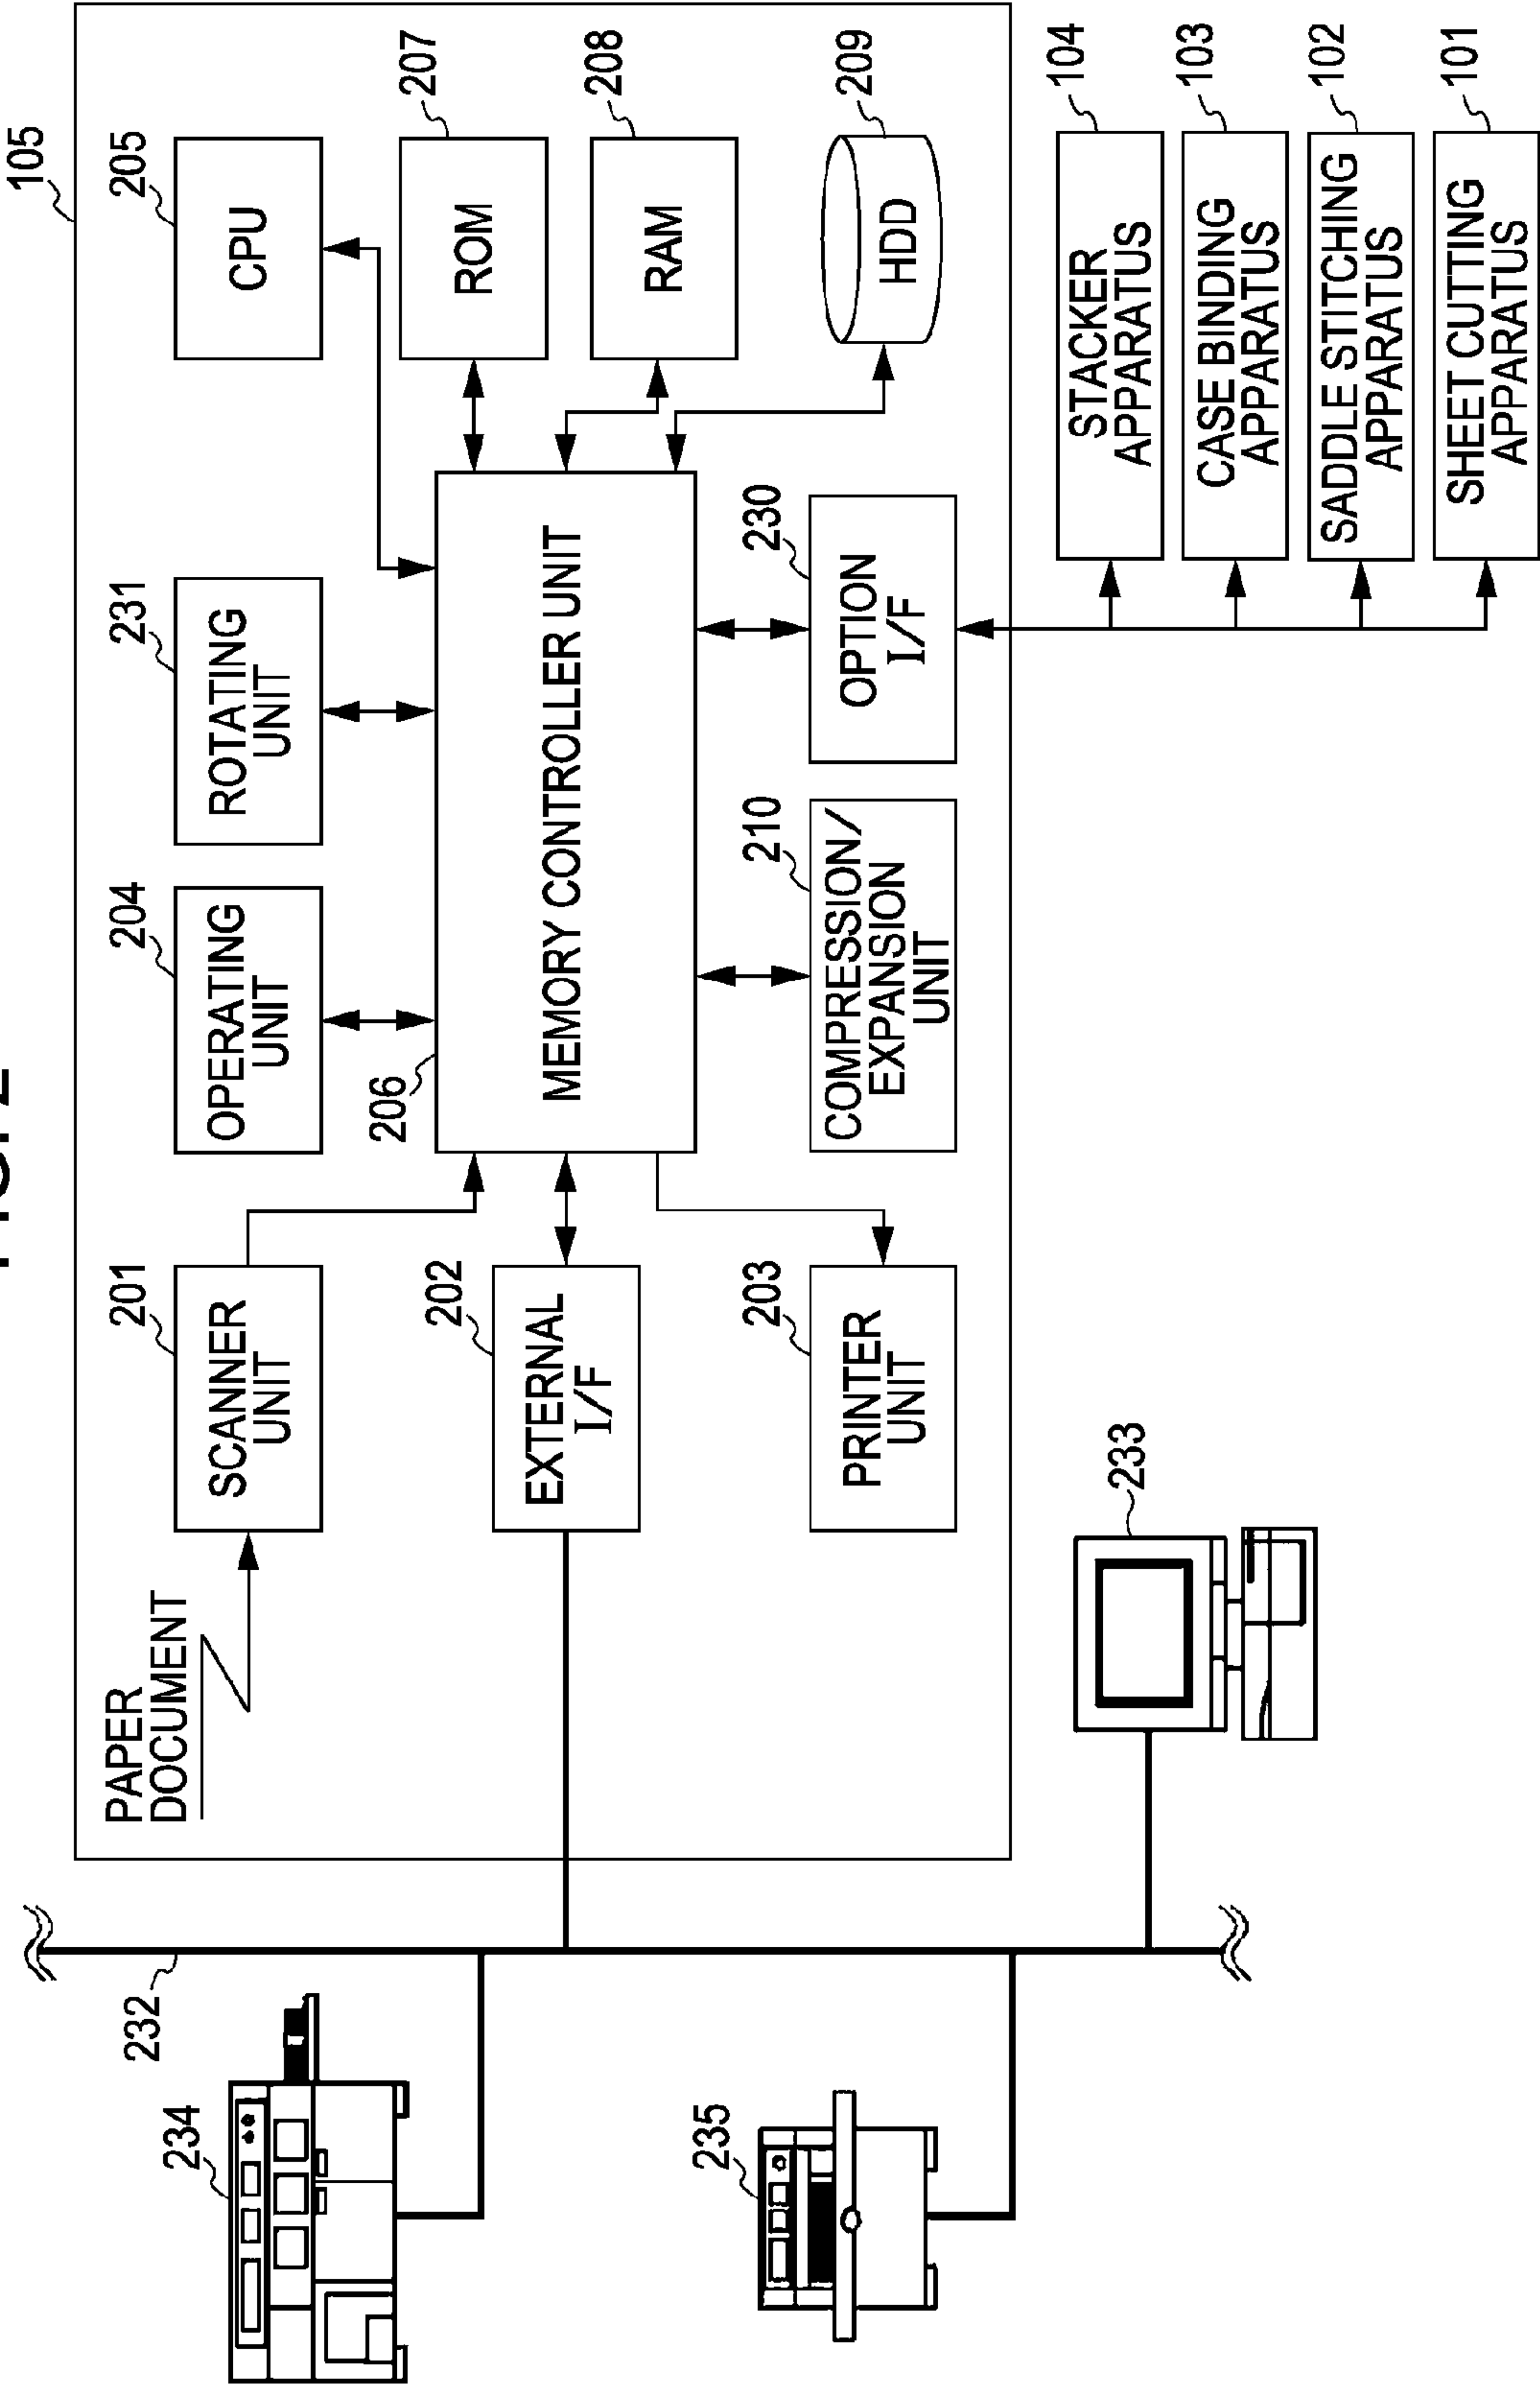 105
PAPER
DOCUMENT
201
SCANNER
UNIT
204
OPERATING
UNIT
231
ROTATING
UNIT
205
CPU
206
MEMORY CONTROLLER UNIT
207
ROM
208
RAM
209
HDD
202
EXTERNAL
I/F
203
PRINTER
UNIT
210
COMPRESSION/
EXPANSION
UNIT
230
OPTION
I/F
232
234
235
233
104
STACKER
APPARATUS
103
CASE BINDING
APPARATUS
102
SADDLE STITCHING
APPARATUS
101
SHEET CUTTING
APPARATUS